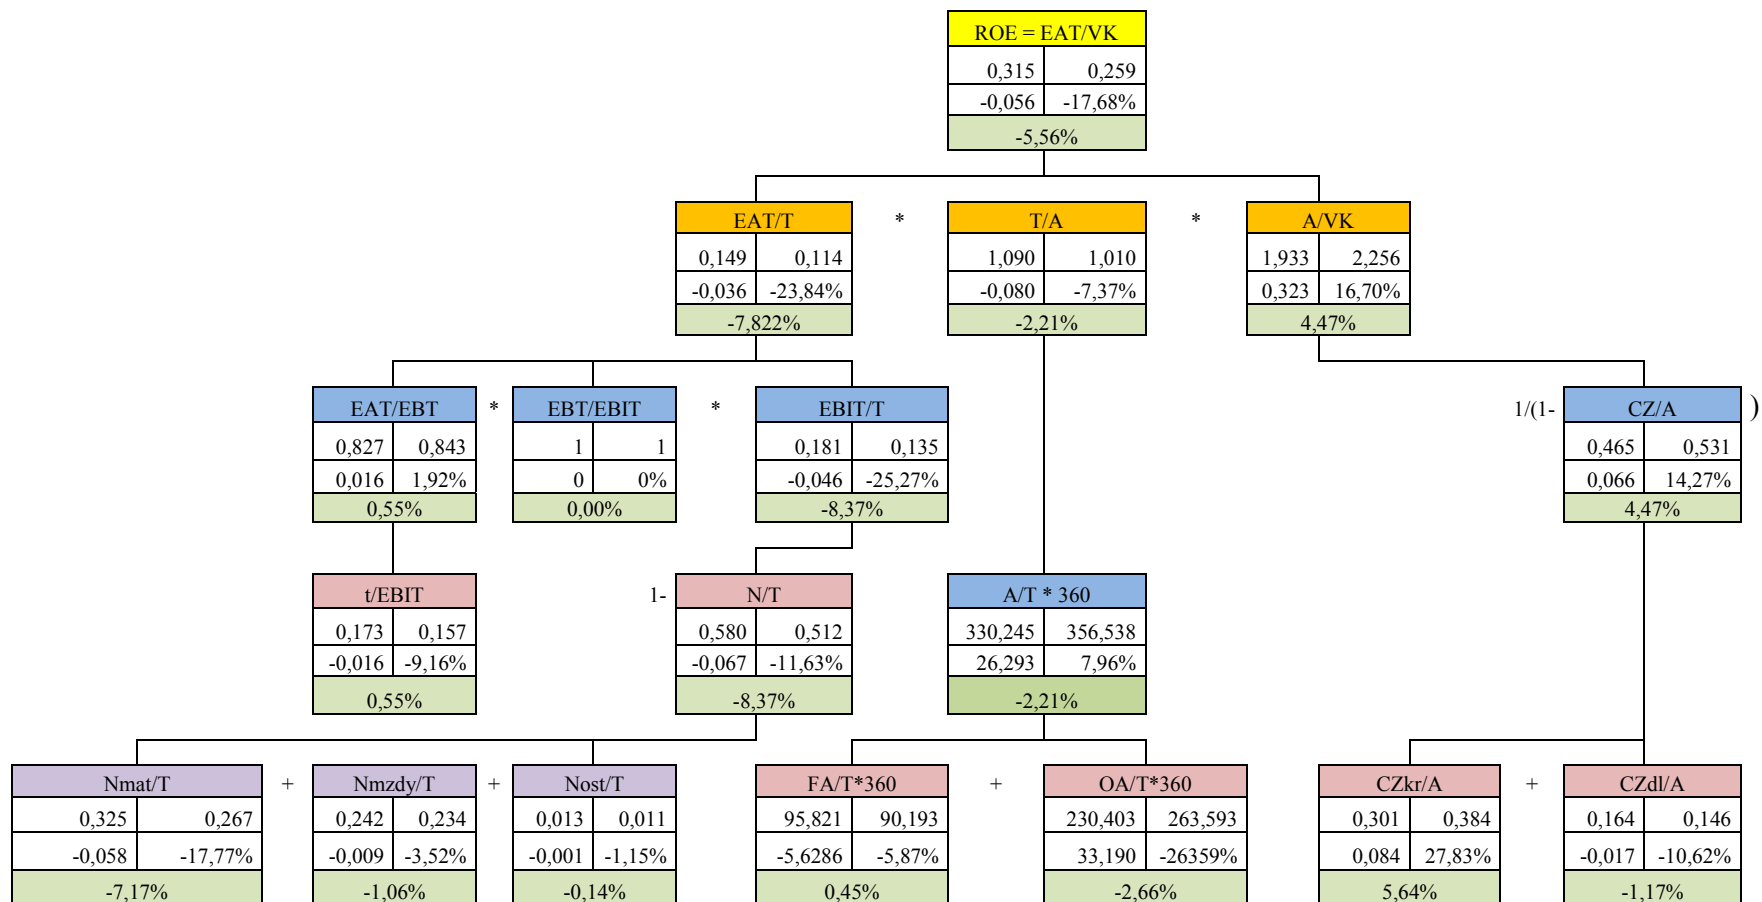 ROE = EAT/VK
0,315 0,259
-0,056 -17,68%
-5,56%
EAT/T * T/A * A/VK
0,149 0,114 1,090 1,010 1,933 2,256
-0,036 -23,84% -0,080 -7,37% 0,323 16,70%
-7,822% -2,21% 4,47%
EAT/EBT * EBT/EBIT * EBIT/T 1/(1- CZ/A )
0,827 0,843 1 1 0,181 0,135 0,465 0,531
0,016 1,92% 0 0% -0,046 -25,27% 0,066 14,27%
0,55% 0,00% -8,37% 4,47%
t/EBIT 1- N/T A/T * 360
0,173 0,157 0,580 0,512 330,245 356,538
-0,016 -9,16% -0,067 -11,63% 26,293 7,96%
0,55% -8,37% -2,21%
Nmat/T + Nmzdy/T + Nost/T FA/T*360 + OA/T*360 CZkr/A + CZdl/A
0,325 0,267 0,242 0,234 0,013 0,011 95,821 90,193 230,403 263,593 0,301 0,384 0,164 0,146
-0,058 -17,77% -0,009 -3,52% -0,001 -1,15% -5,6286 -5,87% 33,190 -26359% 0,084 27,83% -0,017 -10,62%
-7,17% -1,06% -0,14% 0,45% -2,66% 5,64% -1,17%